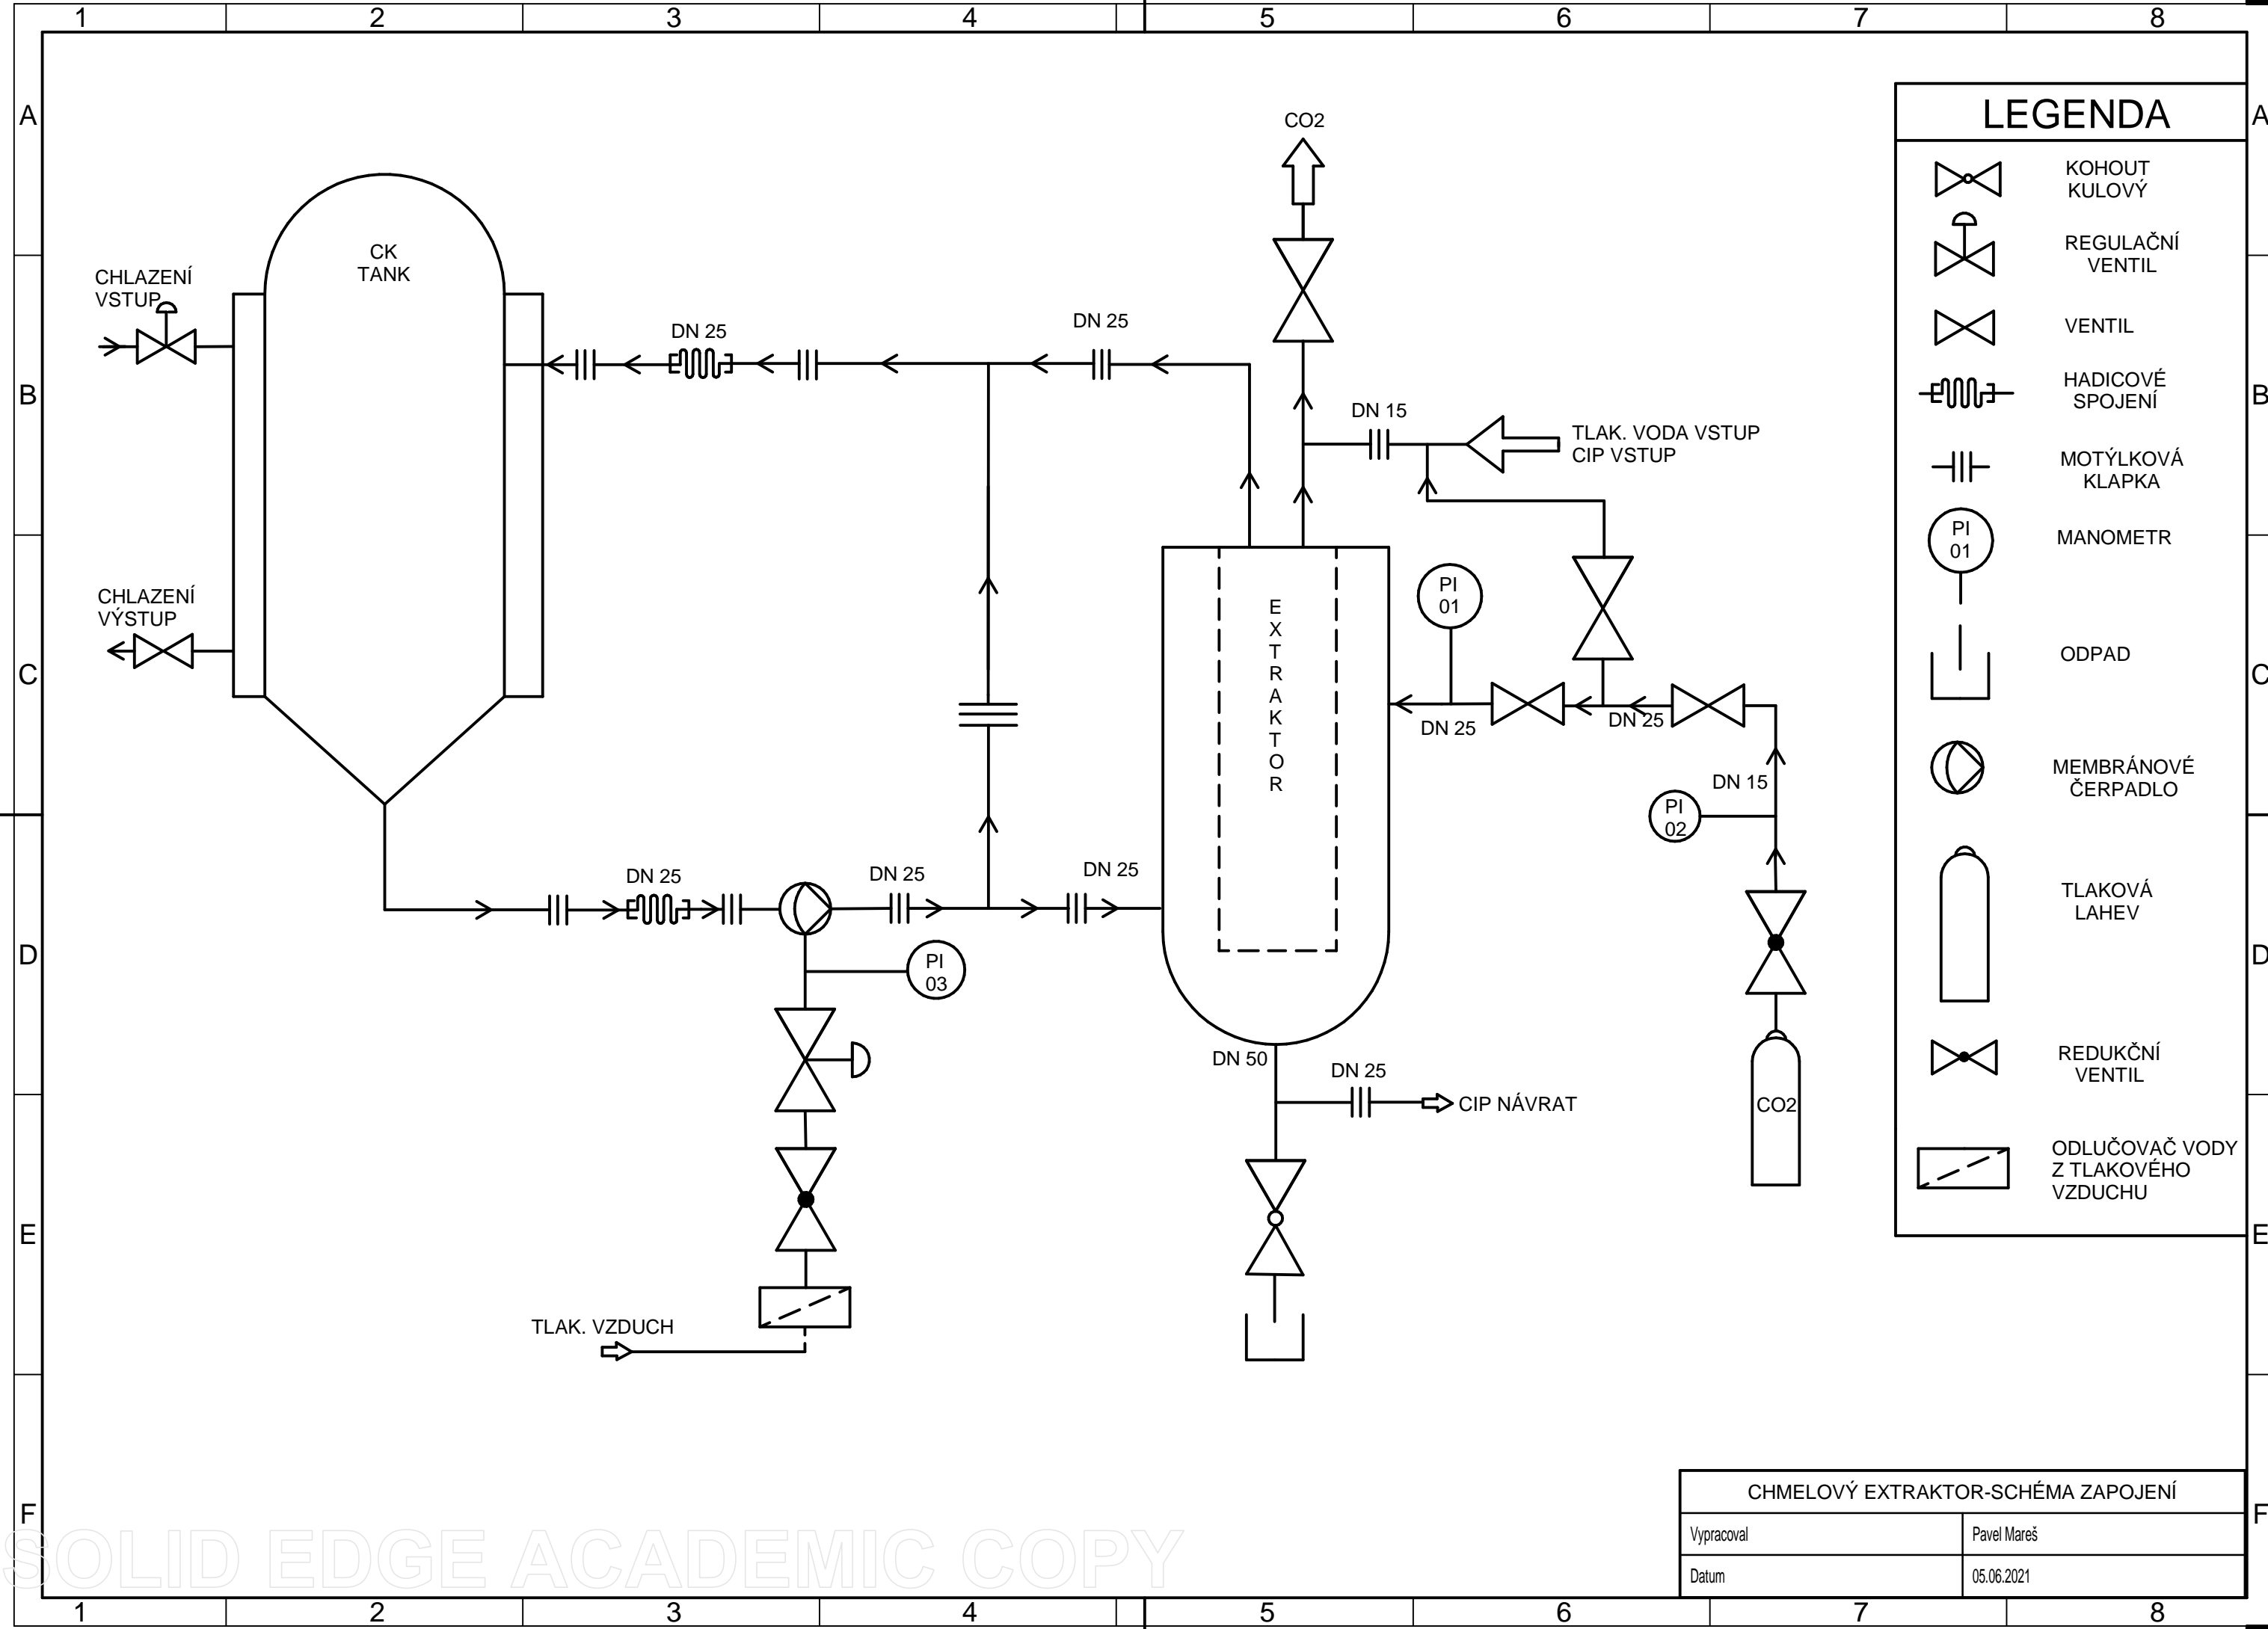 1 2 3 4 5 6 7 8
A A
B B
C C
D D
E E
F F
CK
TANK
CHLAZENÍ
VSTUP
CHLAZENÍ
VÝSTUP
DN 25
DN 25
CO2
DN 15
TLAK. VODA VSTUP
CIP VSTUP
E
X
T
R
A
K
T
O
R
PI
01
DN 25
DN 25
DN 15
PI
02
DN 25
DN 25
DN 25
PI
03
DN 50
DN 25
CIP NÁVRAT
CO2
TLAK. VZDUCH
LEGENDA
KOHOUT
KULOVÝ
REGULAČNÍ
VENTIL
VENTIL
HADICOVÉ
SPOJENÍ
MOTÝLKOVÁ
KLAPKA
PI
01
MANOMETR
ODPAD
MEMBRÁNOVÉ
ČERPADLO
TLAKOVÁ
LAHEV
REDUKČNÍ
VENTIL
ODLUČOVAČ VODY
Z TLAKOVÉHO
VZDUCHU
CHMELOVÝ EXTRAKTOR-SCHÉMA ZAPOJENÍ
Vypracoval Pavel Mareš
Datum 05.06.2021
SOLID EDGE ACADEMIC COPY
1 2 3 4 5 6 7 8